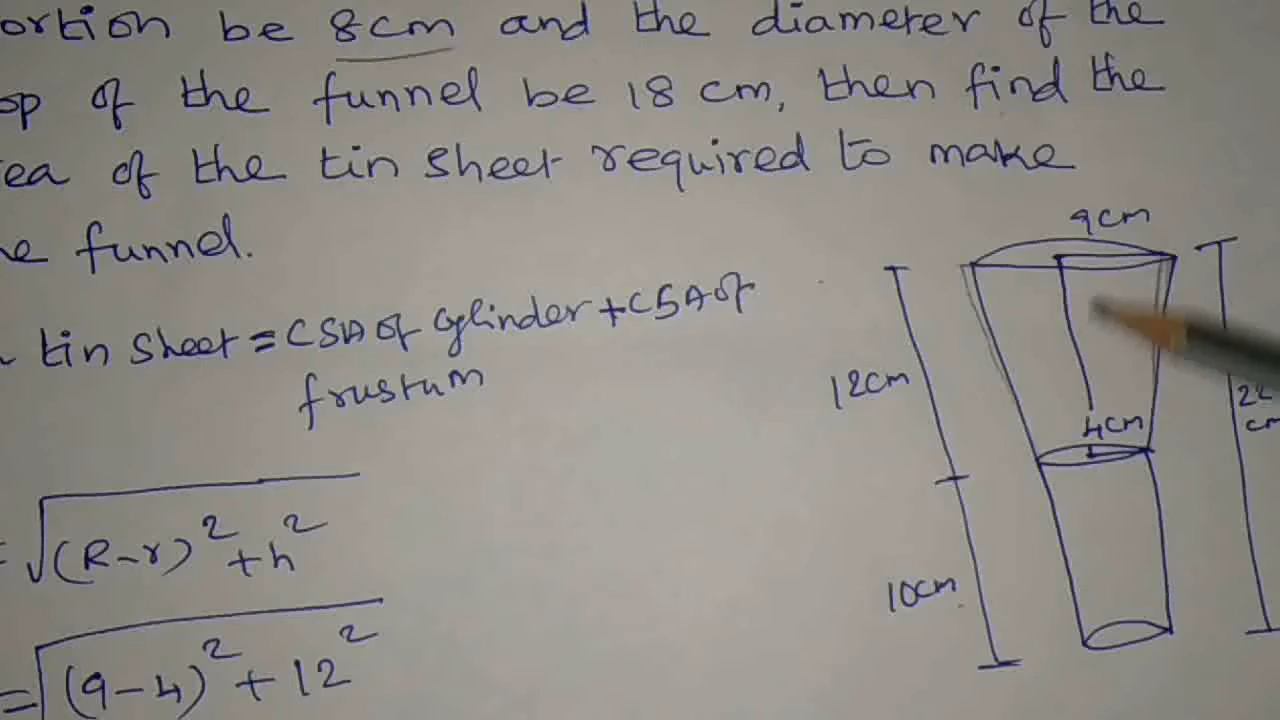 ortion be 8cm and the diameter of the
op of the funnel be 18 cm, then find the
ea of the tin sheet required to make
e funnel.
tin sheet = CSA of cylinder + CSA of
frustum
= √(R-r)² + h²
= √(9-4)² + 12²
9cm
12cm
4cm
22
cm
10cm